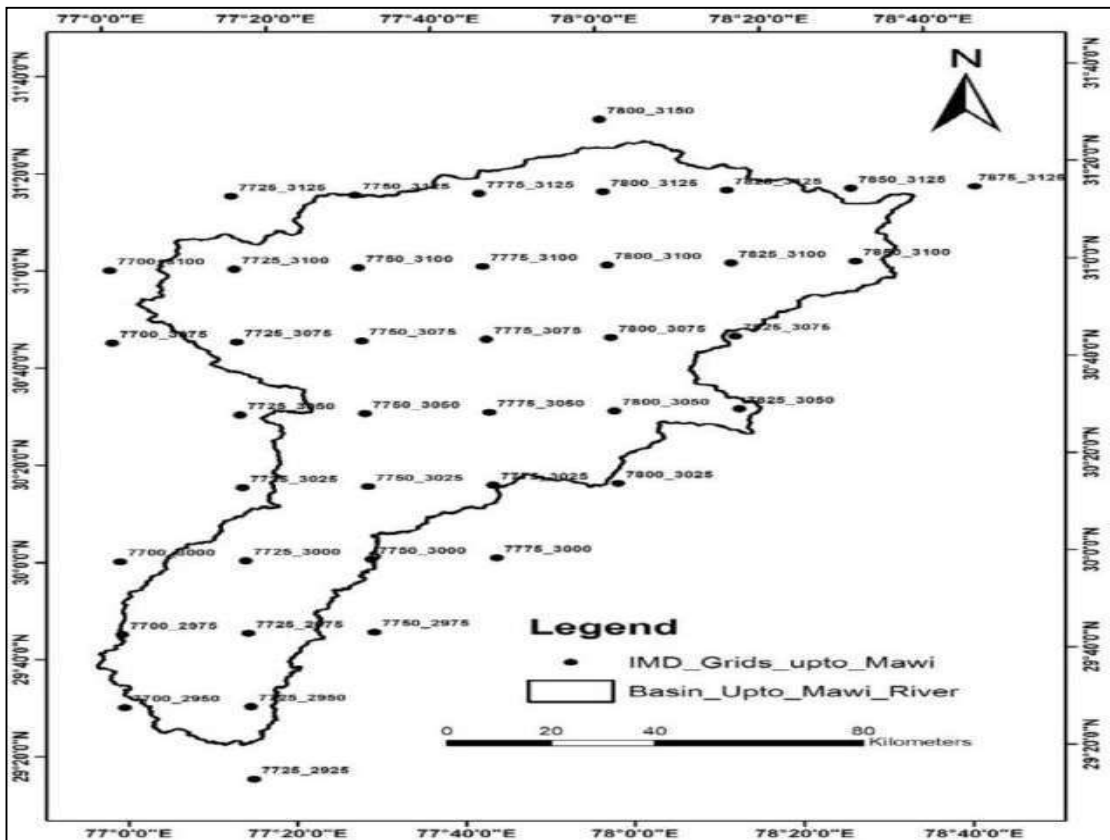 77°0'0"E 77°20'0"E 77°40'0"E 78°0'0"E 78°20'0"E 78°40'0"E
N
31°40'0"N 31°40'0"N
7800_3150
31°20'0"N 31°20'0"N
7725_3125 7750_3125 7775_3125 7800_3125 7825_3125 7850_3125 7875_3125
7700_3100 7725_3100 7750_3100 7775_3100 7800_3100 7825_3100 7850_3100
31°0'0"N 31°0'0"N
7700_3075 7725_3075 7750_3075 7775_3075 7800_3075 7825_3075
30°40'0"N 30°40'0"N
7725_3050 7750_3050 7775_3050 7800_3050 7825_3050
30°20'0"N 30°20'0"N
7725_3025 7750_3025 7775_3025 7800_3025
7700_3000 7725_3000 7750_3000 7775_3000
30°0'0"N 30°0'0"N
7700_2975 7725_2975 7750_2975
Legend
29°40'0"N 29°40'0"N
IMD_Grids_upto_Mawi
7700_2950 7725_2950
Basin_Upto_Mawi_River
0 20 40 80
Kilometers
29°20'0"N 29°20'0"N
7725_2925
77°0'0"E 77°20'0"E 77°40'0"E 78°0'0"E 78°20'0"E 78°40'0"E